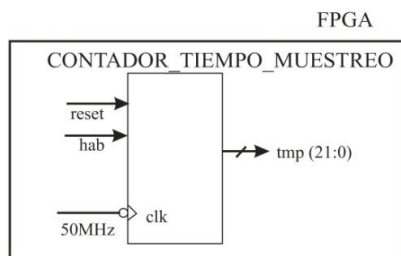 FPGA
CONTADOR_TIEMPO_MUESTREO
reset
hab
tmp (21:0)
clk
50MHz